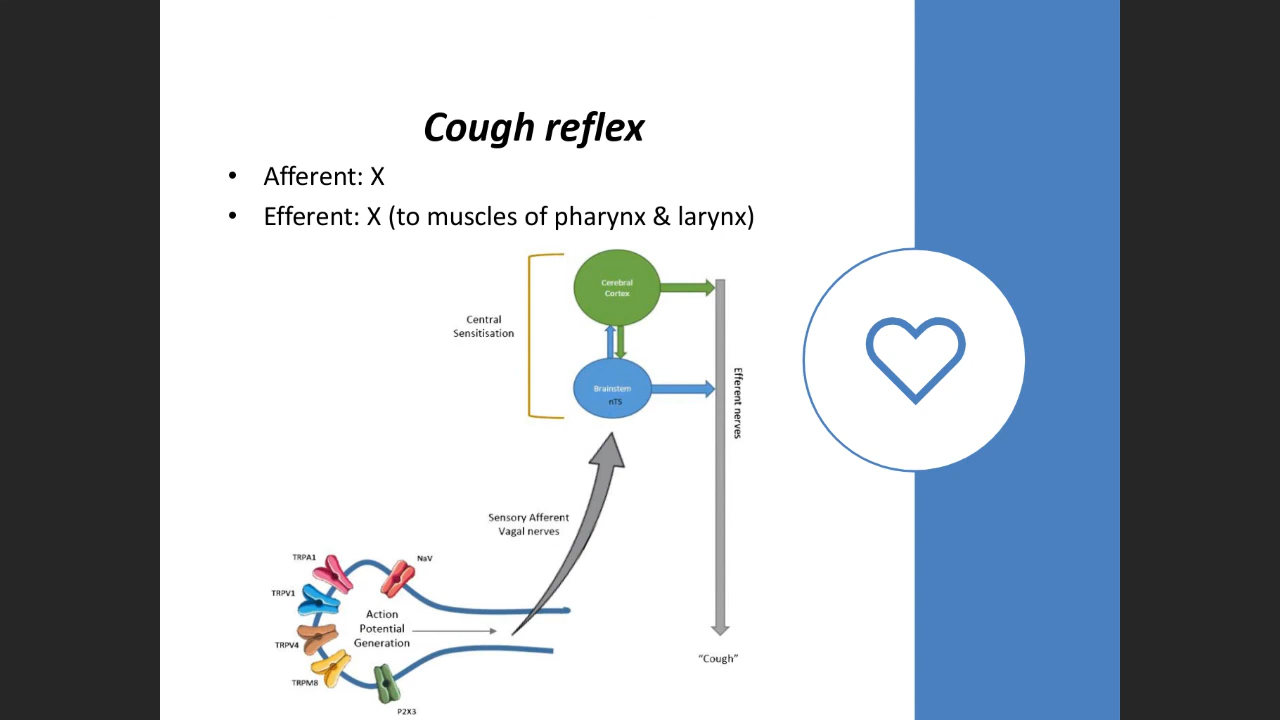 Cough reflex
• Afferent: X
• Efferent: X (to muscles of pharynx & larynx)
Cerebral
Cortex
Central
Sensitisation
Brainstem
nTS
Efferent nerves
Sensory Afferent
Vagal nerves
TRPA1
NaV
TRPV1
Action
Potential
Generation
TRPV4
TRPM8
P2X3
"Cough"